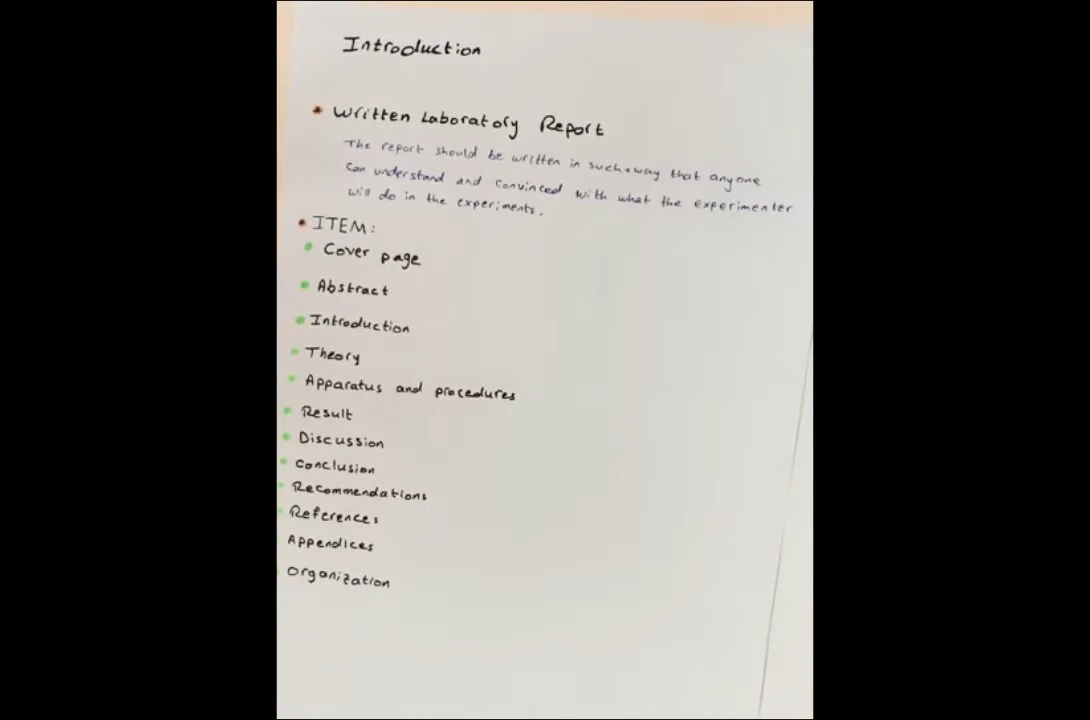 Introduction
Written Laboratory Report
The report should be written in such a way that anyone
can understand and convinced with what the experimenter
will do in the experiments.
ITEM:
Cover page
Abstract
Introduction
Theory
Apparatus and procedures
Result
Discussion
Conclusion
Recommendations
References
Appendices
Organization